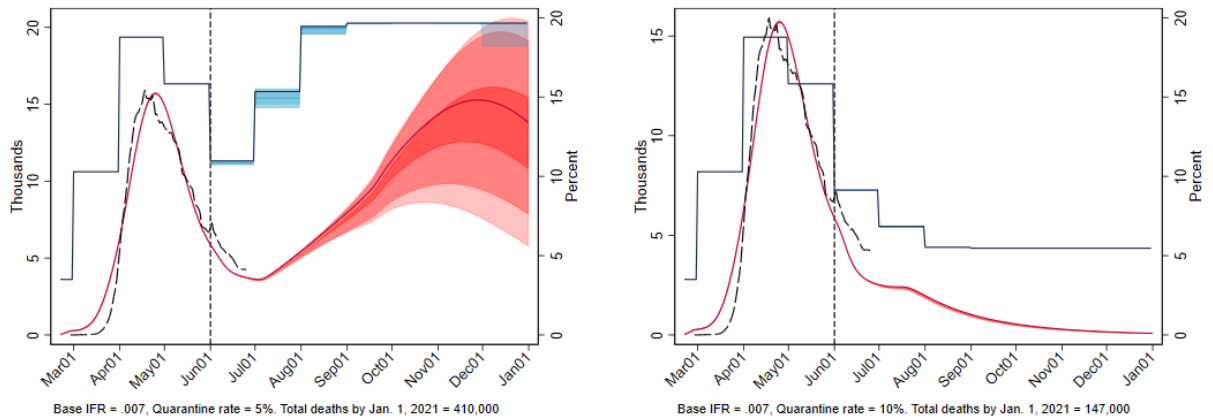 Thousands
20
15
10
5
0
Percent
20
15
10
5
0
Mar01 Apr01 May01 Jun01 Jul01 Aug01 Sep01 Oct01 Nov01 Dec01 Jan01
Base IFR = .007, Quarantine rate = 5%. Total deaths by Jan. 1, 2021 = 410,000
Thousands
15
10
5
0
Percent
20
15
10
5
0
Mar01 Apr01 May01 Jun01 Jul01 Aug01 Sep01 Oct01 Nov01 Dec01 Jan01
Base IFR = .007, Quarantine rate = 10%. Total deaths by Jan. 1, 2021 = 147,000